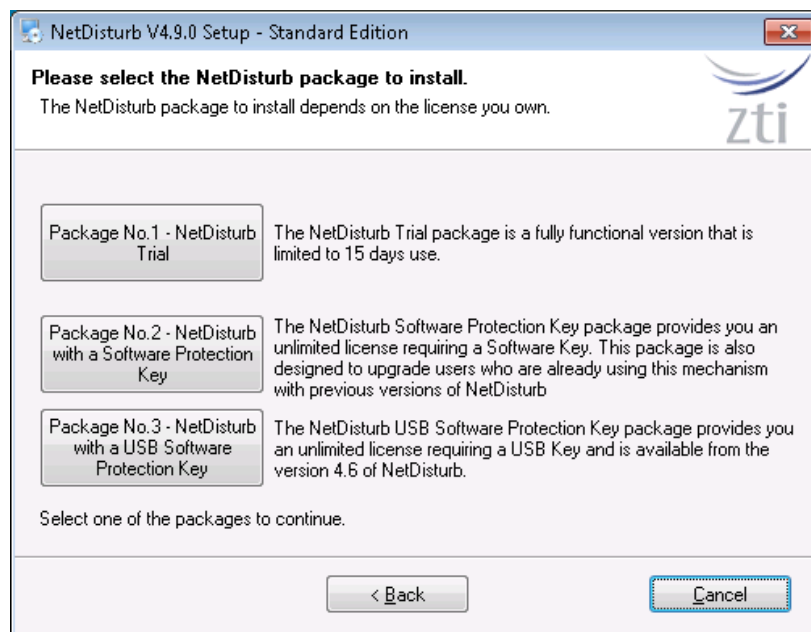 NetDisturb V4.9.0 Setup - Standard Edition
Please select the NetDisturb package to install.
The NetDisturb package to install depends on the license you own.
zti
Package No.1 - NetDisturb
Trial
The NetDisturb Trial package is a fully functional version that is
limited to 15 days use.
Package No.2 - NetDisturb
with a Software Protection
Key
The NetDisturb Software Protection Key package provides you an
unlimited license requiring a Software Key. This package is also
designed to upgrade users who are already using this mechanism
with previous versions of NetDisturb
Package No.3 - NetDisturb
with a USB Software
Protection Key
The NetDisturb USB Software Protection Key package provides you
an unlimited license requiring a USB Key and is available from the
version 4.6 of NetDisturb.
Select one of the packages to continue.
< Back
Cancel